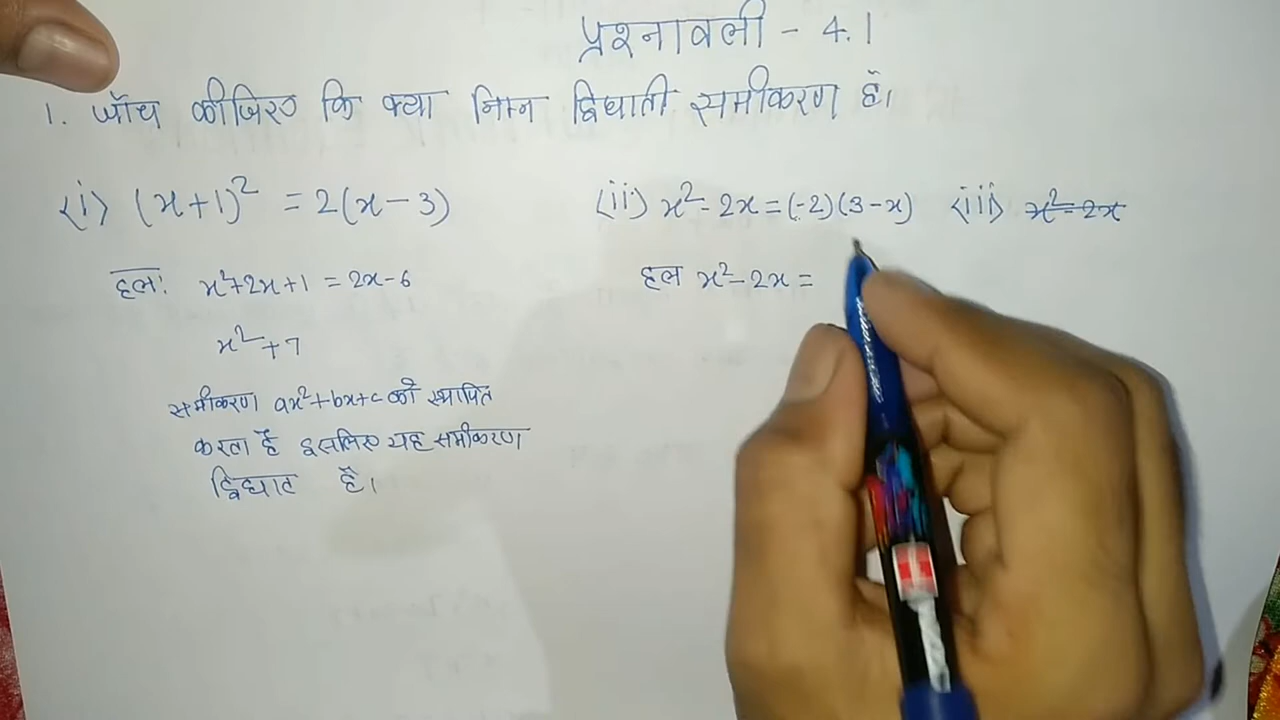 प्रश्नावली - 4.1
1. जाँच कीजिए कि क्या निम्न द्विघाती समीकरण हैं।
(i) (x+1)² = 2(x-3)
हल: x²+2x+1 = 2x-6
x²+7
समीकरण ax²+bx+c को स्थापित
करता है इसलिए यह समीकरण
द्विघात है।
(ii) x²-2x=(-2)(3-x)
हल x²-2x=
(iii) x²-2x